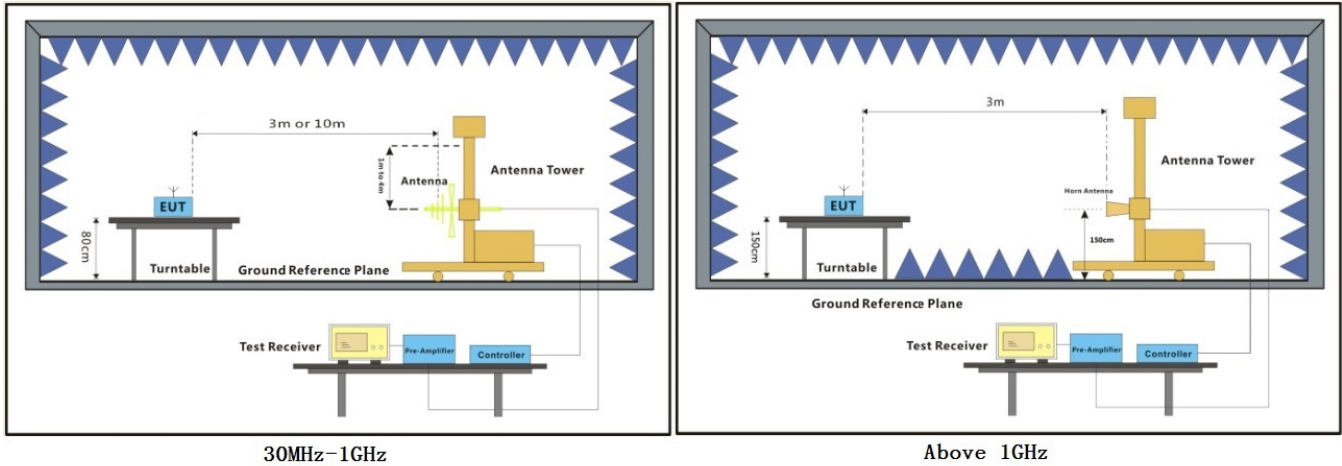 3m or 10m
1m to 4m
Antenna
Antenna Tower
EUT
80cm
Turntable
Ground Reference Plane
Test Receiver
Pre-Amplifier
Controller
30MHz-1GHz
3m
Antenna Tower
Horn Antenna
EUT
150cm
150cm
Turntable
Ground Reference Plane
Test Receiver
Pre-Amplifier
Controller
Above 1GHz